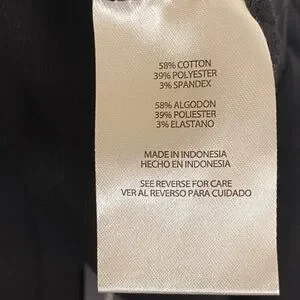 58% COTTON
39% POLYESTER
3% SPANDEX
58% ALGODON
39% POLIESTER
3% ELASTANO
MADE IN INDONESIA
HECHO EN INDONESIA
SEE REVERSE FOR CARE
VER AL REVERSO PARA CUIDADO